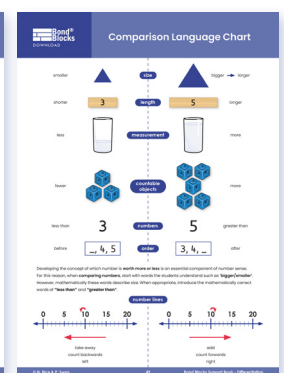 Bond®
Blocks
DOWNLOAD
Comparison Language Chart
smaller size bigger → larger
shorter 3 length 5 longer
less measurement more
fewer countable objects more
less than 3 numbers 5 greater than
before _, 4, 5 order 3, 4, _ after
Developing the concept of which number is worth more or less is an essential component of number sense.
For this reason, when comparing numbers, start with words the students understand such as "bigger/smaller".
However, mathematically these words describe size. When appropriate, introduce the mathematically correct
words of "less than" and "greater than".
number lines
0 5 10 15 20 0 5 10 15 20
take away add
count backwards count forwards
left right
Bond Blocks Support Book - Differentiation